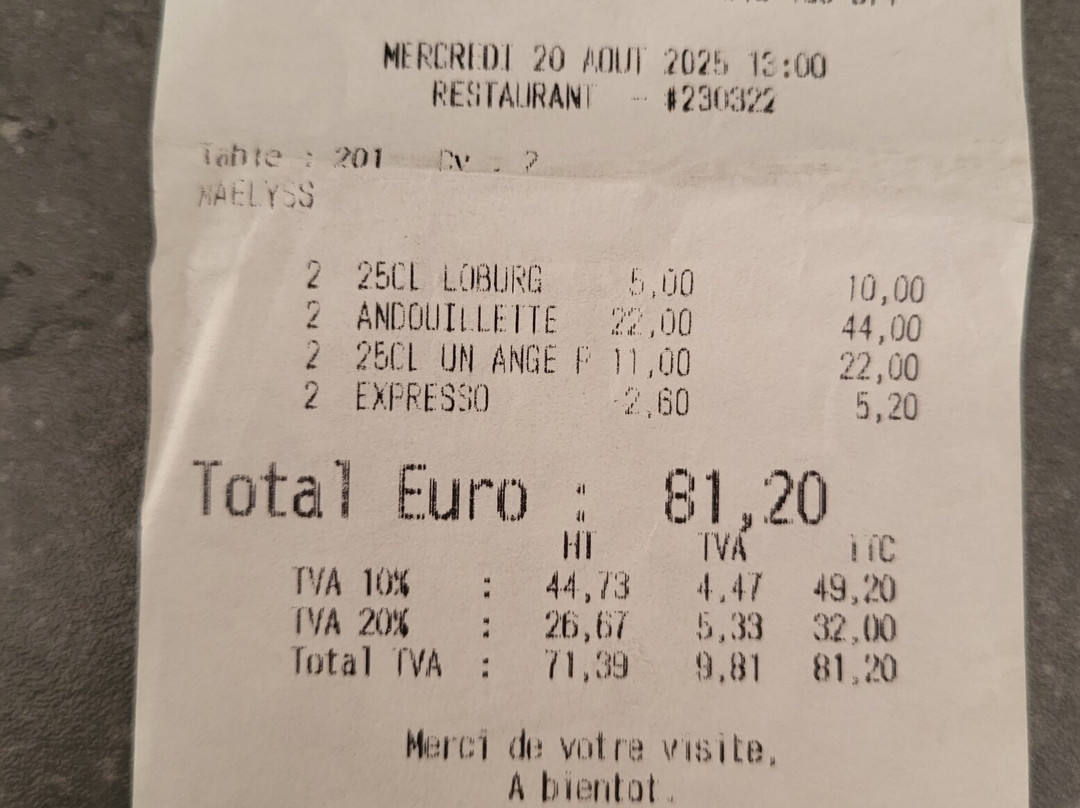 MERCREDI 20 AOUT 2025 13:00
RESTAURANT - #230322
Table : 201 Cv : 2
MAELYSS
2 25CL LOBURG 5,00 10,00
2 ANDOUILLETTE 22,00 44,00
2 25CL UN ANGE P 11,00 22,00
2 EXPRESSO 2,60 5,20
Total Euro : 81,20
HT TVA TTC
TVA 10% : 44,73 4,47 49,20
TVA 20% : 26,67 5,33 32,00
Total TVA : 71,39 9,81 81,20
Merci de votre visite.
A bientot.